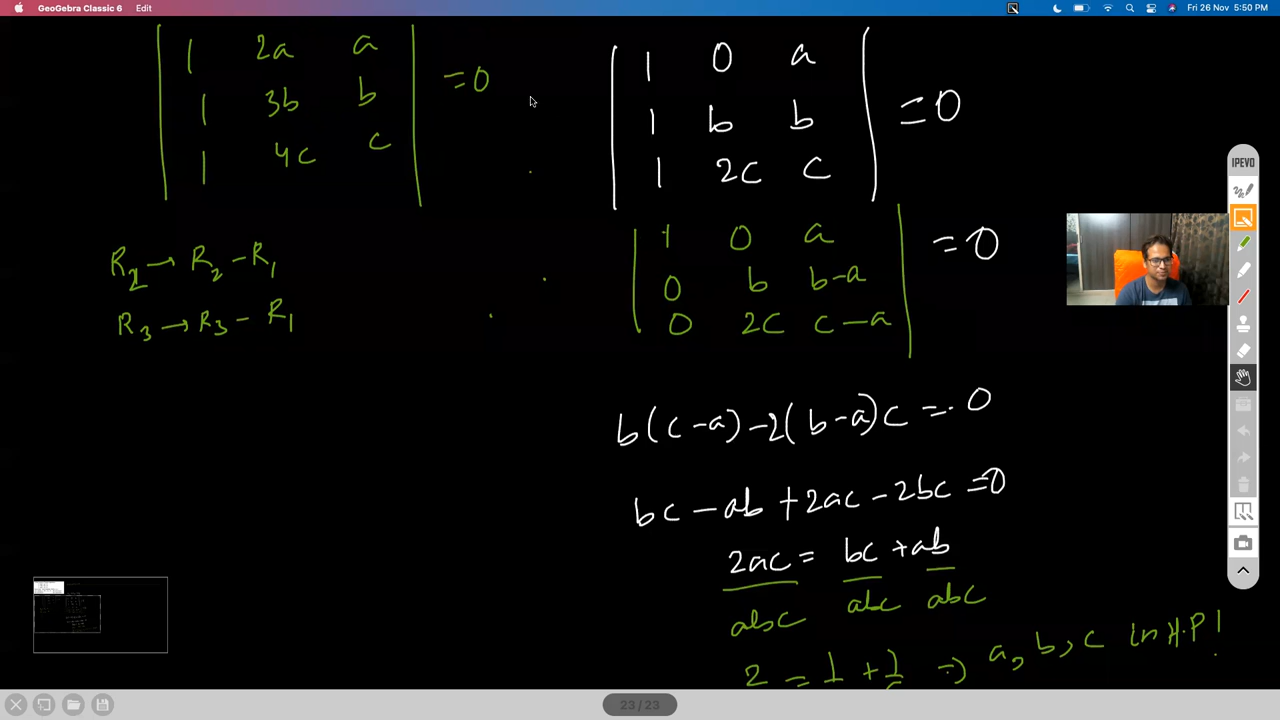 GeoGebra Classic 6 Edit
Fri 26 Nov 5:50 PM
1 2a a
1 3b b = 0
1 4c c
R2 → R2 - R1
R3 → R3 - R1
1 0 a
1 b b = 0
1 2c c
1 0 a = 0
0 b b-a
0 2c c-a
b(c-a)-2(b-a)c = 0
bc - ab + 2ac - 2bc = 0
2ac = bc + ab
abc abc abc
2 = 1 + 1 ⇒ a, b, c in H.P!
IPEVO
23 / 23